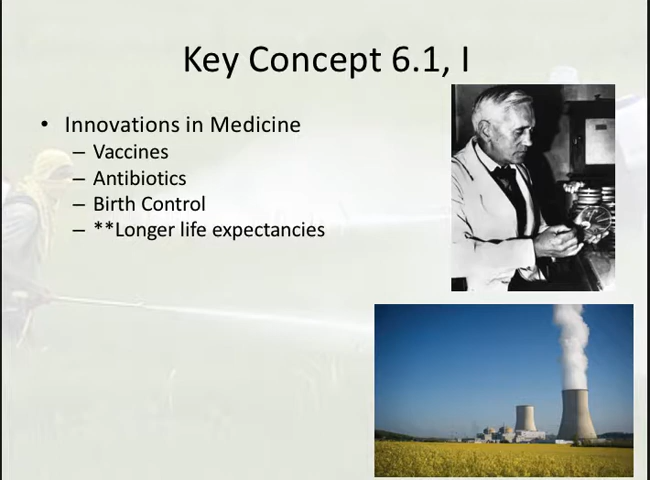 Key Concept 6.1, I
• Innovations in Medicine
– Vaccines
– Antibiotics
– Birth Control
– **Longer life expectancies